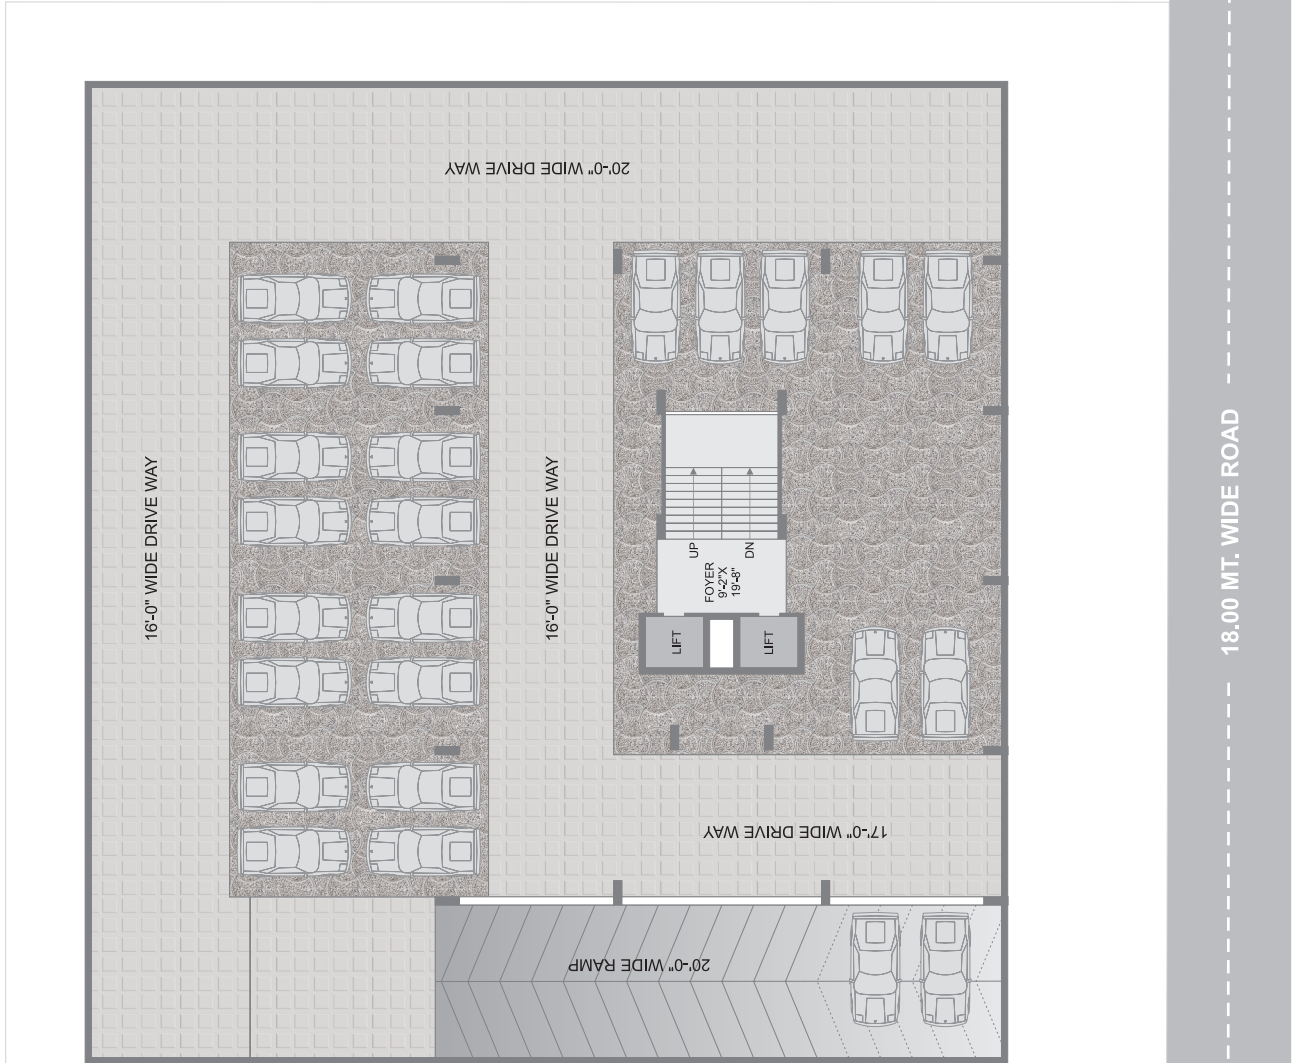 20'-0" WIDE DRIVE WAY
16'-0" WIDE DRIVE WAY
16'-0" WIDE DRIVE WAY
UP
DN
FOYER
9'-2"X
19'-8"
LIFT
LIFT
18.00 MT. WIDE ROAD
17'-0" WIDE DRIVE WAY
20'-0" WIDE RAMP